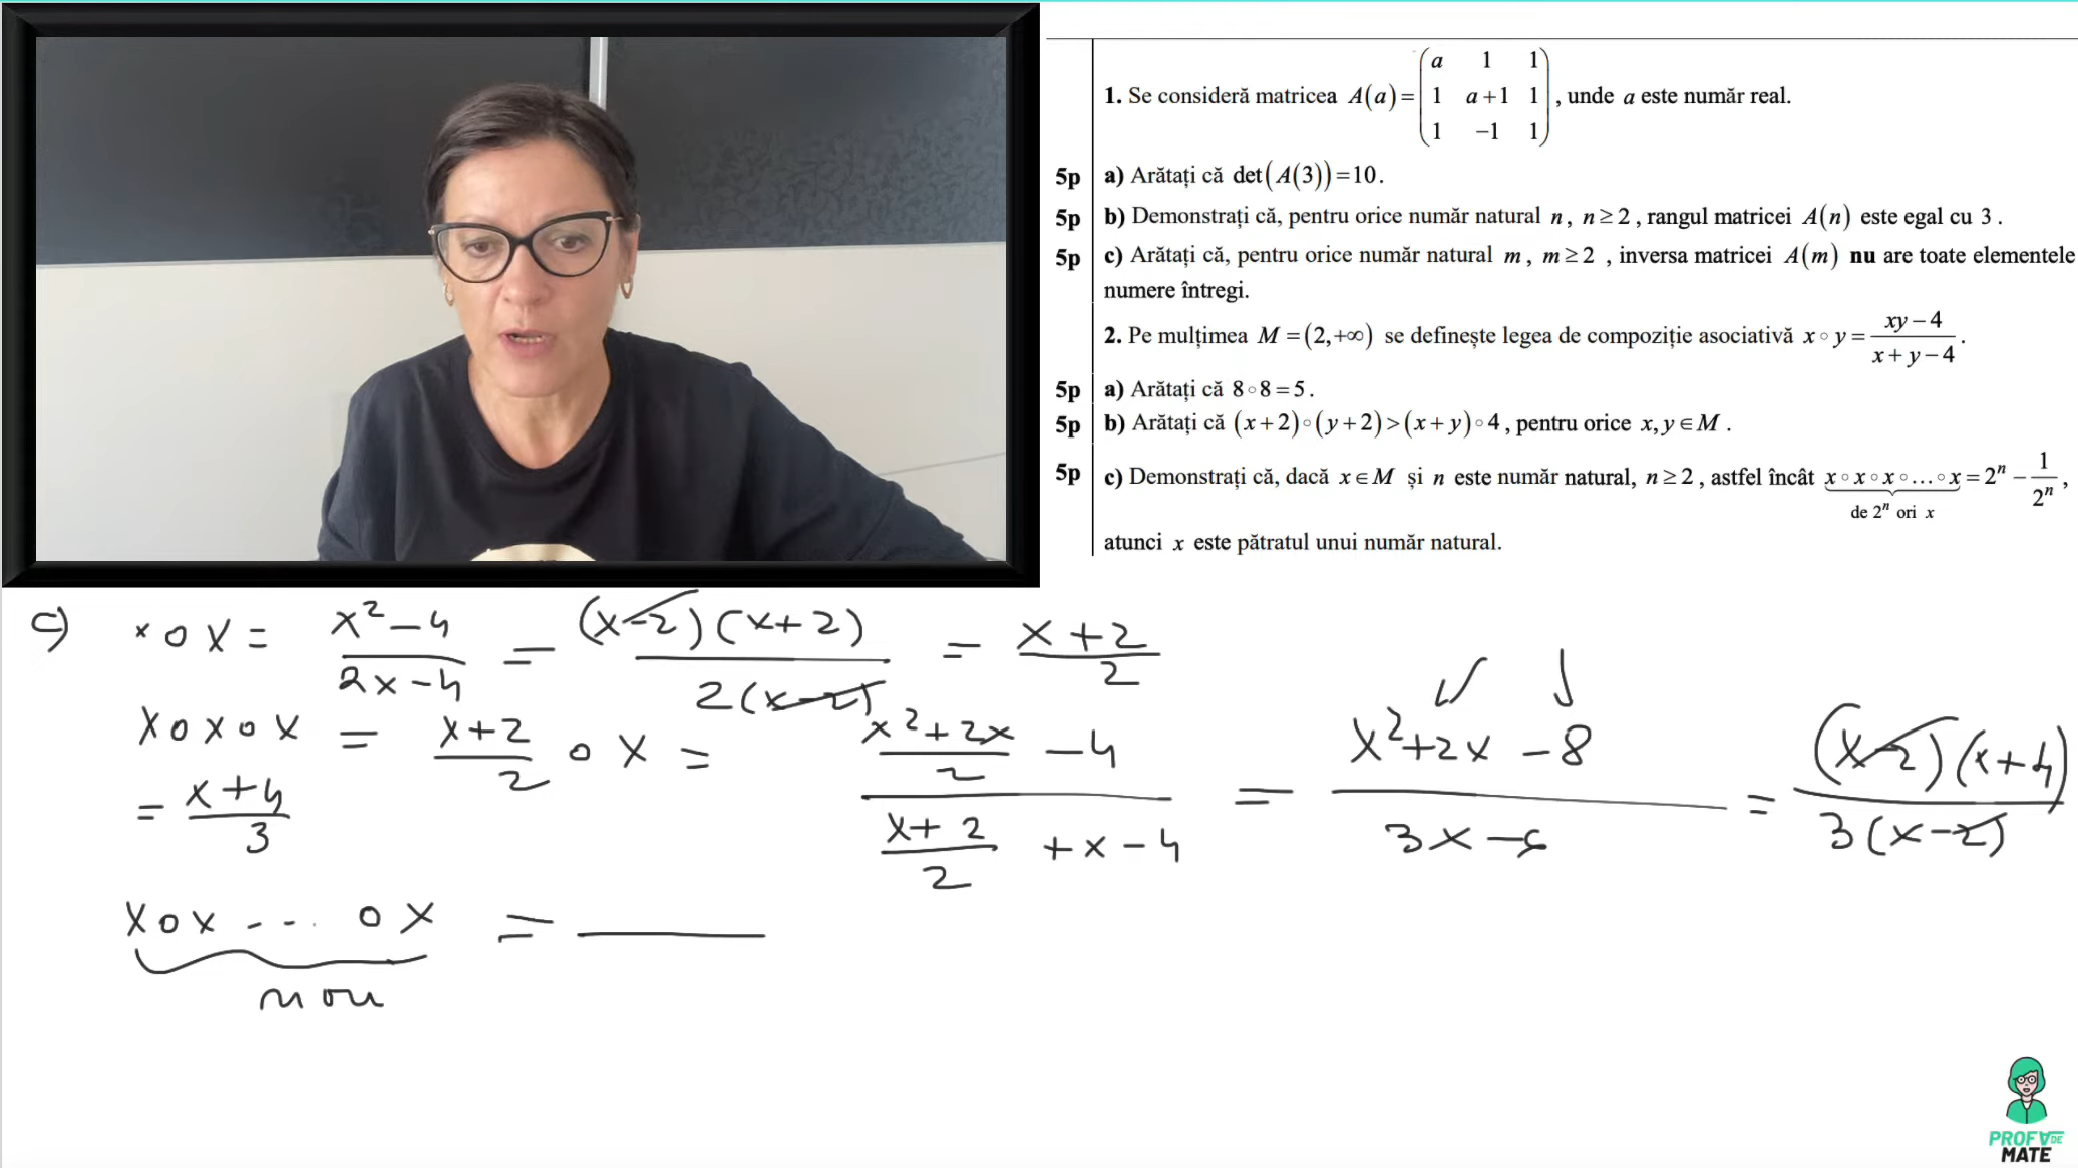 1. Se consideră matricea A(a) = (a 1 1
1 a+1 1
1 −1 1), unde a este număr real.
5p a) Arătați că det(A(3)) = 10.
5p b) Demonstrați că, pentru orice număr natural n, n ≥ 2, rangul matricei A(n) este egal cu 3.
5p c) Arătați că, pentru orice număr natural m, m ≥ 2, inversa matricei A(m) nu are toate elementele
numere întregi.
2. Pe mulțimea M = (2,+∞) se definește legea de compoziție asociativă x∘y = (xy−4)/(x+y−4).
5p a) Arătați că 8∘8 = 5.
5p b) Arătați că (x+2)∘(y+2) > (x+y)∘4, pentru orice x, y ∈ M.
5p c) Demonstrați că, dacă x ∈ M și n este număr natural, n ≥ 2, astfel încât x∘x∘x∘…∘x = 2ⁿ − 1/2ⁿ,
de 2ⁿ ori x
atunci x este pătratul unui număr natural.
c) x∘x = (x²−4)/(2x−4) = (x−2)(x+2)/2(x−2) = (x+2)/2
x∘x∘x = (x+2)/2 ∘ x = ((x²+2x)/2 −4)/((x+2)/2 +x−4) = (x²+2x−8)/(3x−6) = (x−2)(x+4)/3(x−2)
= (x+4)/3
x∘x ... ∘x =
n ori
PROFA DE
MATE